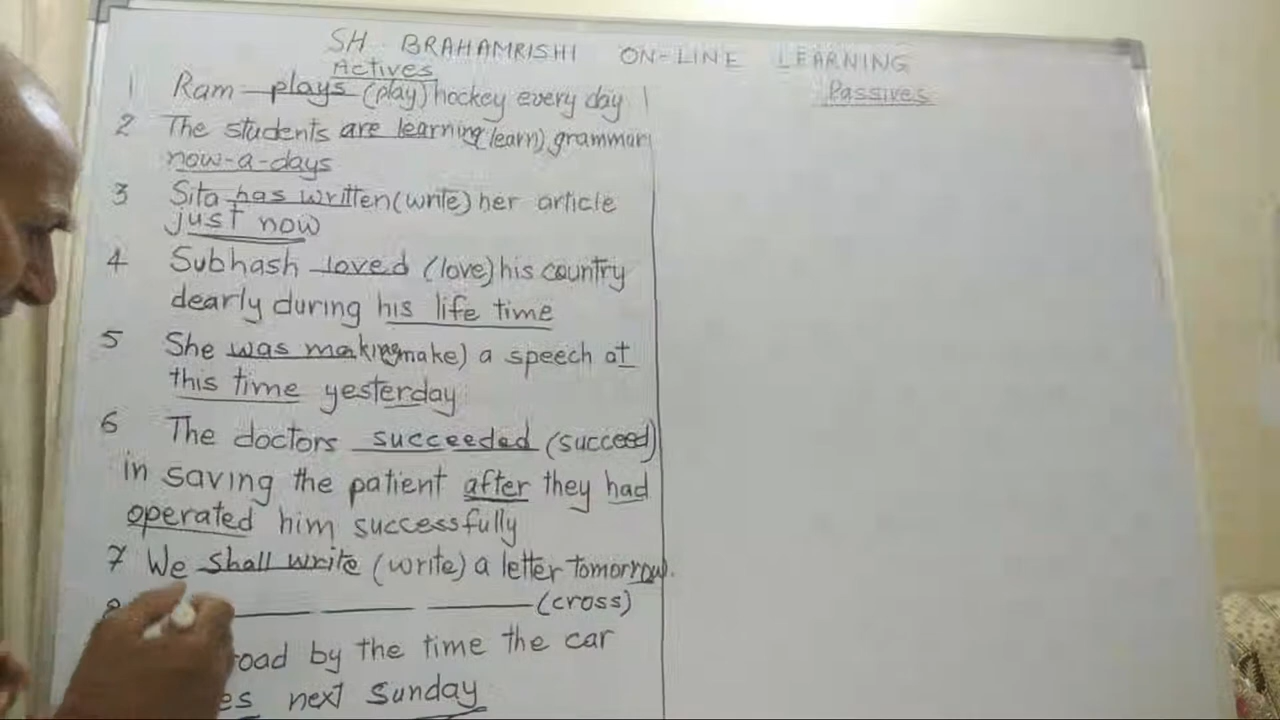 SH. BRAHAMRISHI ON-LINE LEARNING
Actives
Passives
1 Ram plays (play) hockey every day
2 The students are learning (learn) grammar
now-a-days
3 Sita has written (write) her article
just now
4 Subhash loved (love) his country
dearly during his life time
5 She was making make) a speech at
this time yesterday
6 The doctors succeeded (succeed)
in saving the patient after they had
operated him successfully
7 We shall write (write) a letter tomorrow.
(cross)
by the time the car
next Sunday